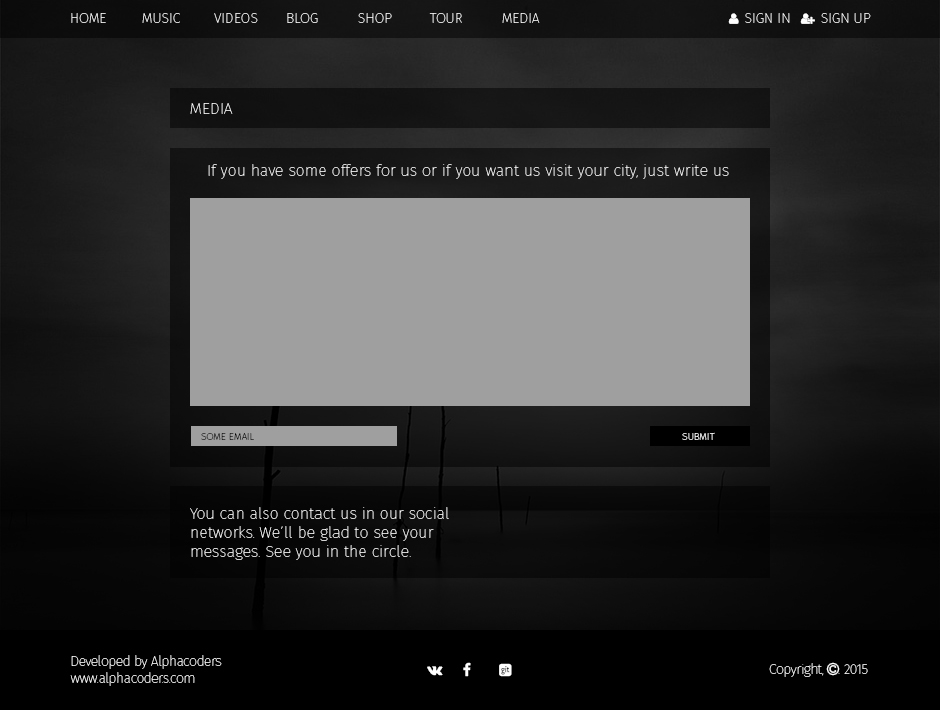 HOME MUSIC VIDEOS BLOG SHOP TOUR MEDIA SIGN IN SIGN UP
MEDIA
If you have some offers for us or if you want us visit your city, just write us
SOME EMAIL SUBMIT
You can also contact us in our social
networks. We'll be glad to see your
messages. See you in the circle.
Developed by Alphacoders
www.alphacoders.com
git
Copyright, ©. 2015